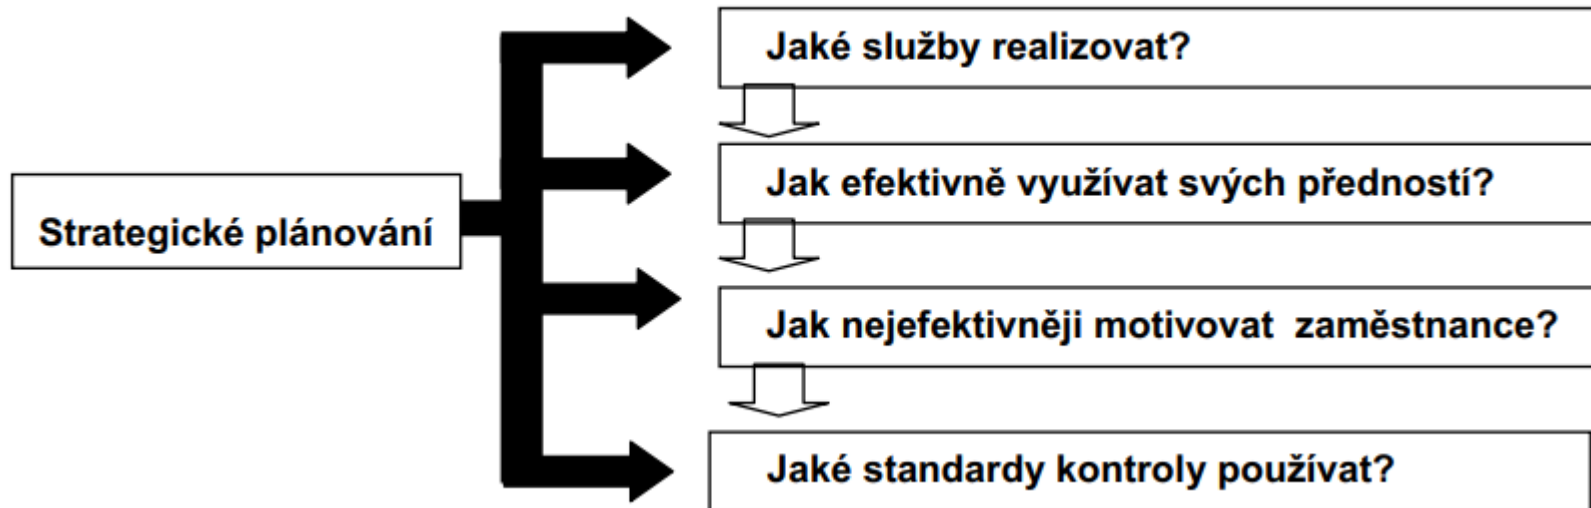 Jaké služby realizovat?
Jak efektivně využívat svých předností?
Strategické plánování
Jak nejefektivněji motivovat zaměstnance?
Jaké standardy kontroly používat?